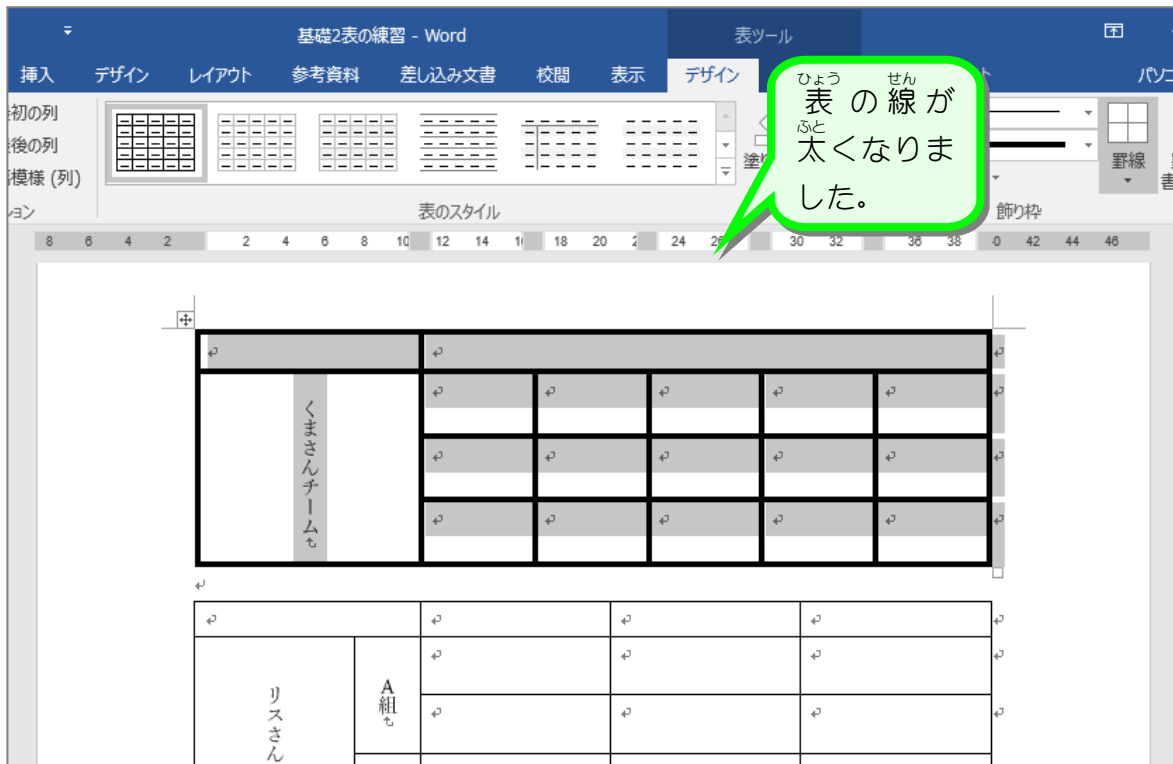 基礎2表の練習 - Word
表ツール
挿入 デザイン レイアウト 参考資料 差し込み文書 校閲 表示 デザイン
初の列
後の列
模様 (列)
表のスタイル
罫線
飾り枠
ひょう せん
表の線が
ふと
太くなりま
した。
8 6 4 2 2 4 6 8 10 12 14 18 20 24 30 32 36 38 42 44 46
くまさんチーム
リスさん
A組